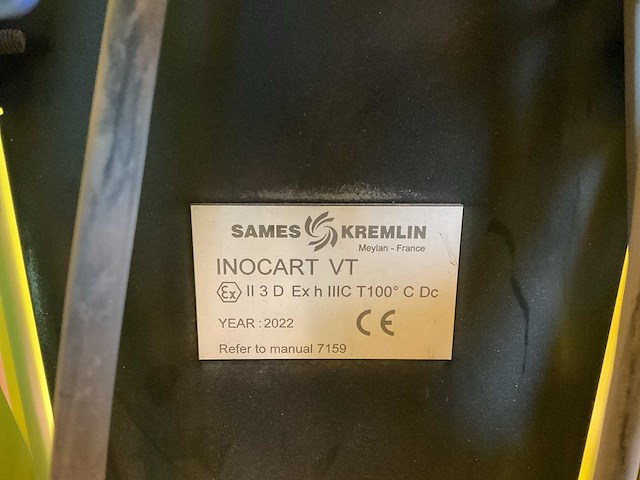 SAMES KREMLIN
Meylan - France
INOCART VT
Ex II 3 D Ex h IIIC T100° C Dc
YEAR : 2022 CE
Refer to manual 7159